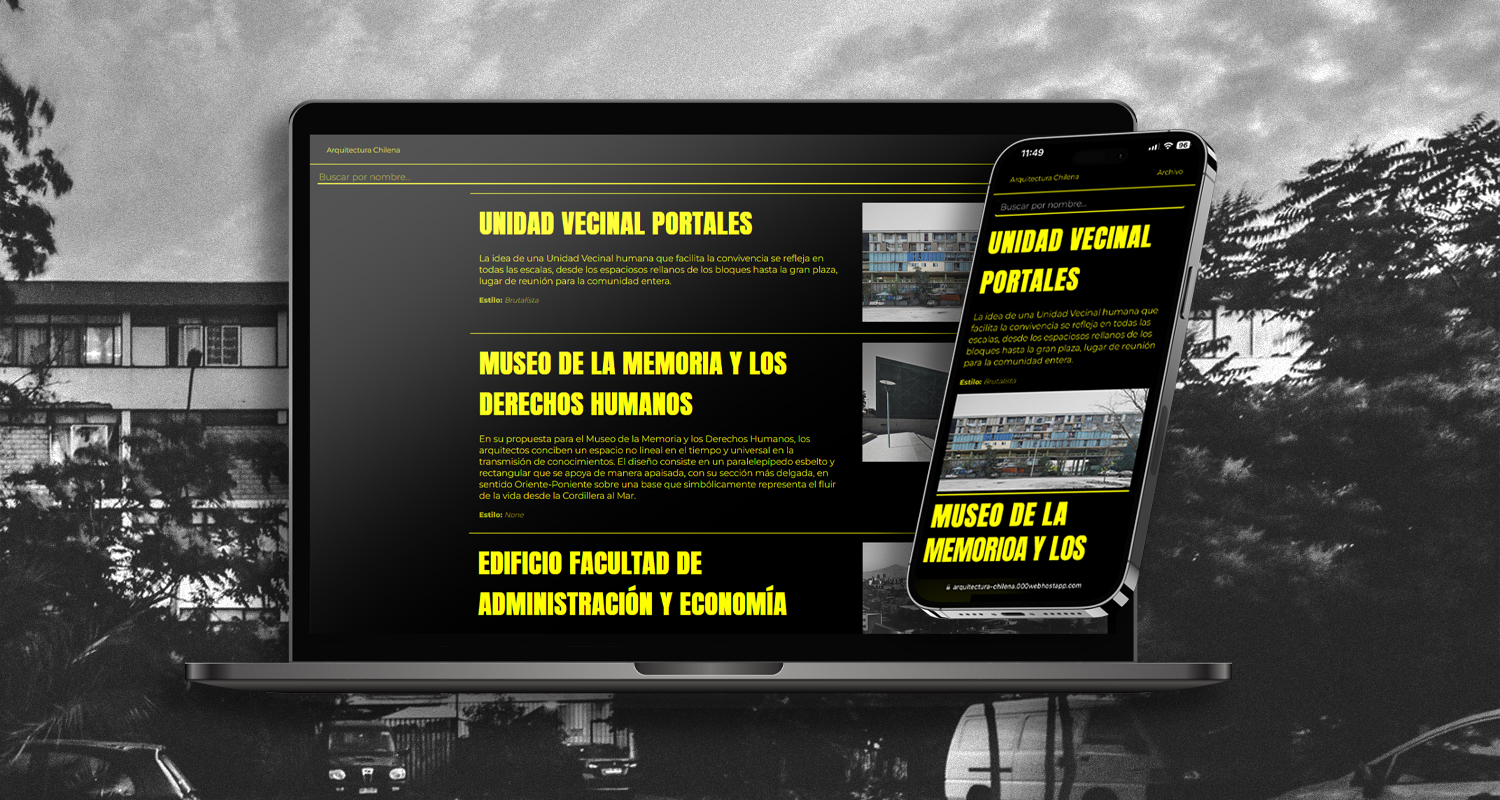 Arquitectura Chilena
Buscar por nombre...
UNIDAD VECINAL PORTALES
La idea de una Unidad Vecinal humana que facilita la convivencia se refleja en
todas las escalas, desde los espaciosos rellanos de los bloques hasta la gran plaza,
lugar de reunión para la comunidad entera.
Estilo: Brutalista
MUSEO DE LA MEMORIA Y LOS
DERECHOS HUMANOS
En su propuesta para el Museo de la Memoria y los Derechos Humanos, los
arquitectos conciben un espacio no lineal en el tiempo y universal en la
transmisión de conocimientos. El diseño consiste en un paralelepípedo esbelto y
rectangular que se apoya de manera apaisada, con su sección más delgada, en
sentido Oriente-Poniente sobre una base que simbólicamente representa el fluir
de la vida desde la Cordillera al Mar.
Estilo: None
EDIFICIO FACULTAD DE
ADMINISTRACIÓN Y ECONOMÍA
11:49
96
Arquitectura Chilena
Archivo
Buscar por nombre...
UNIDAD VECINAL
PORTALES
La idea de una Unidad Vecinal humana que
facilita la convivencia se refleja en todas las
escalas, desde los espaciosos rellanos de los
bloques hasta la gran plaza, lugar de reunión
para la comunidad entera.
Estilo: Brutalista
MUSEO DE LA
MEMORIOA Y LOS
arquitectura-chilena.000webhostapp.com